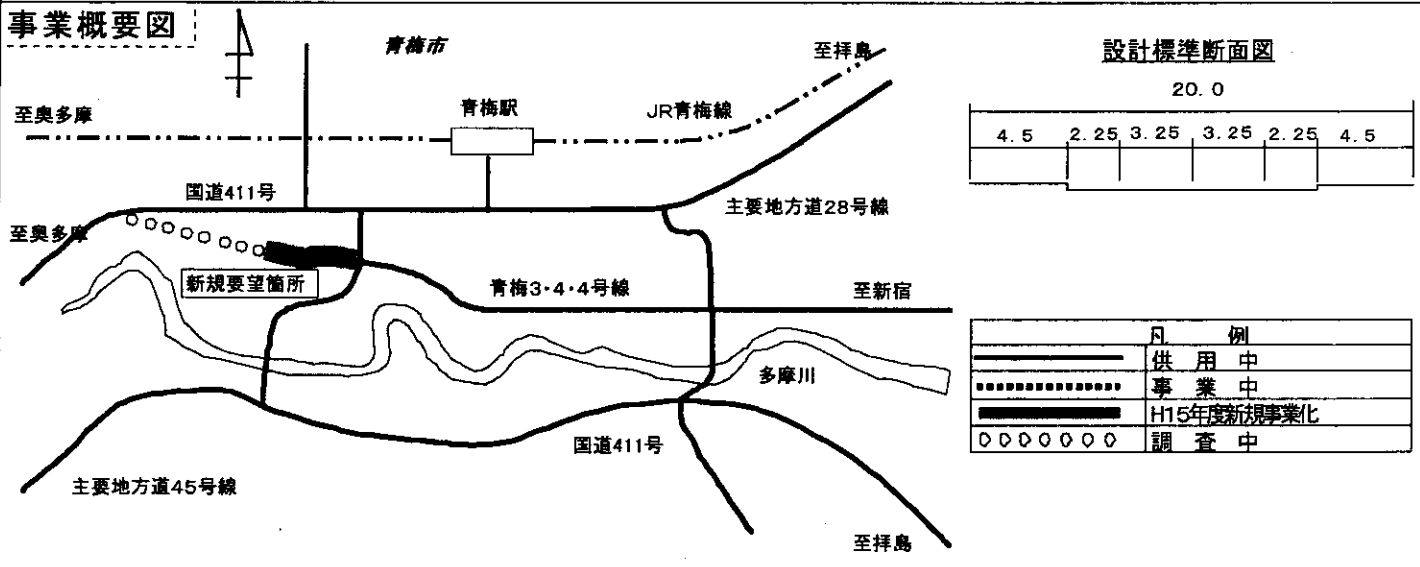 事業概要図
青梅市
至拝島
至奥多摩
青梅駅
JR青梅線
国道411号
主要地方道28号線
至奥多摩
新規要望箇所
青梅3・4・4号線
至新宿
多摩川
国道411号
主要地方道45号線
至拝島
設計標準断面図
20.0
4.5 2.25 3.25 3.25 2.25 4.5
凡 例
供 用 中
事 業 中
H15年度新規事業化
調 査 中